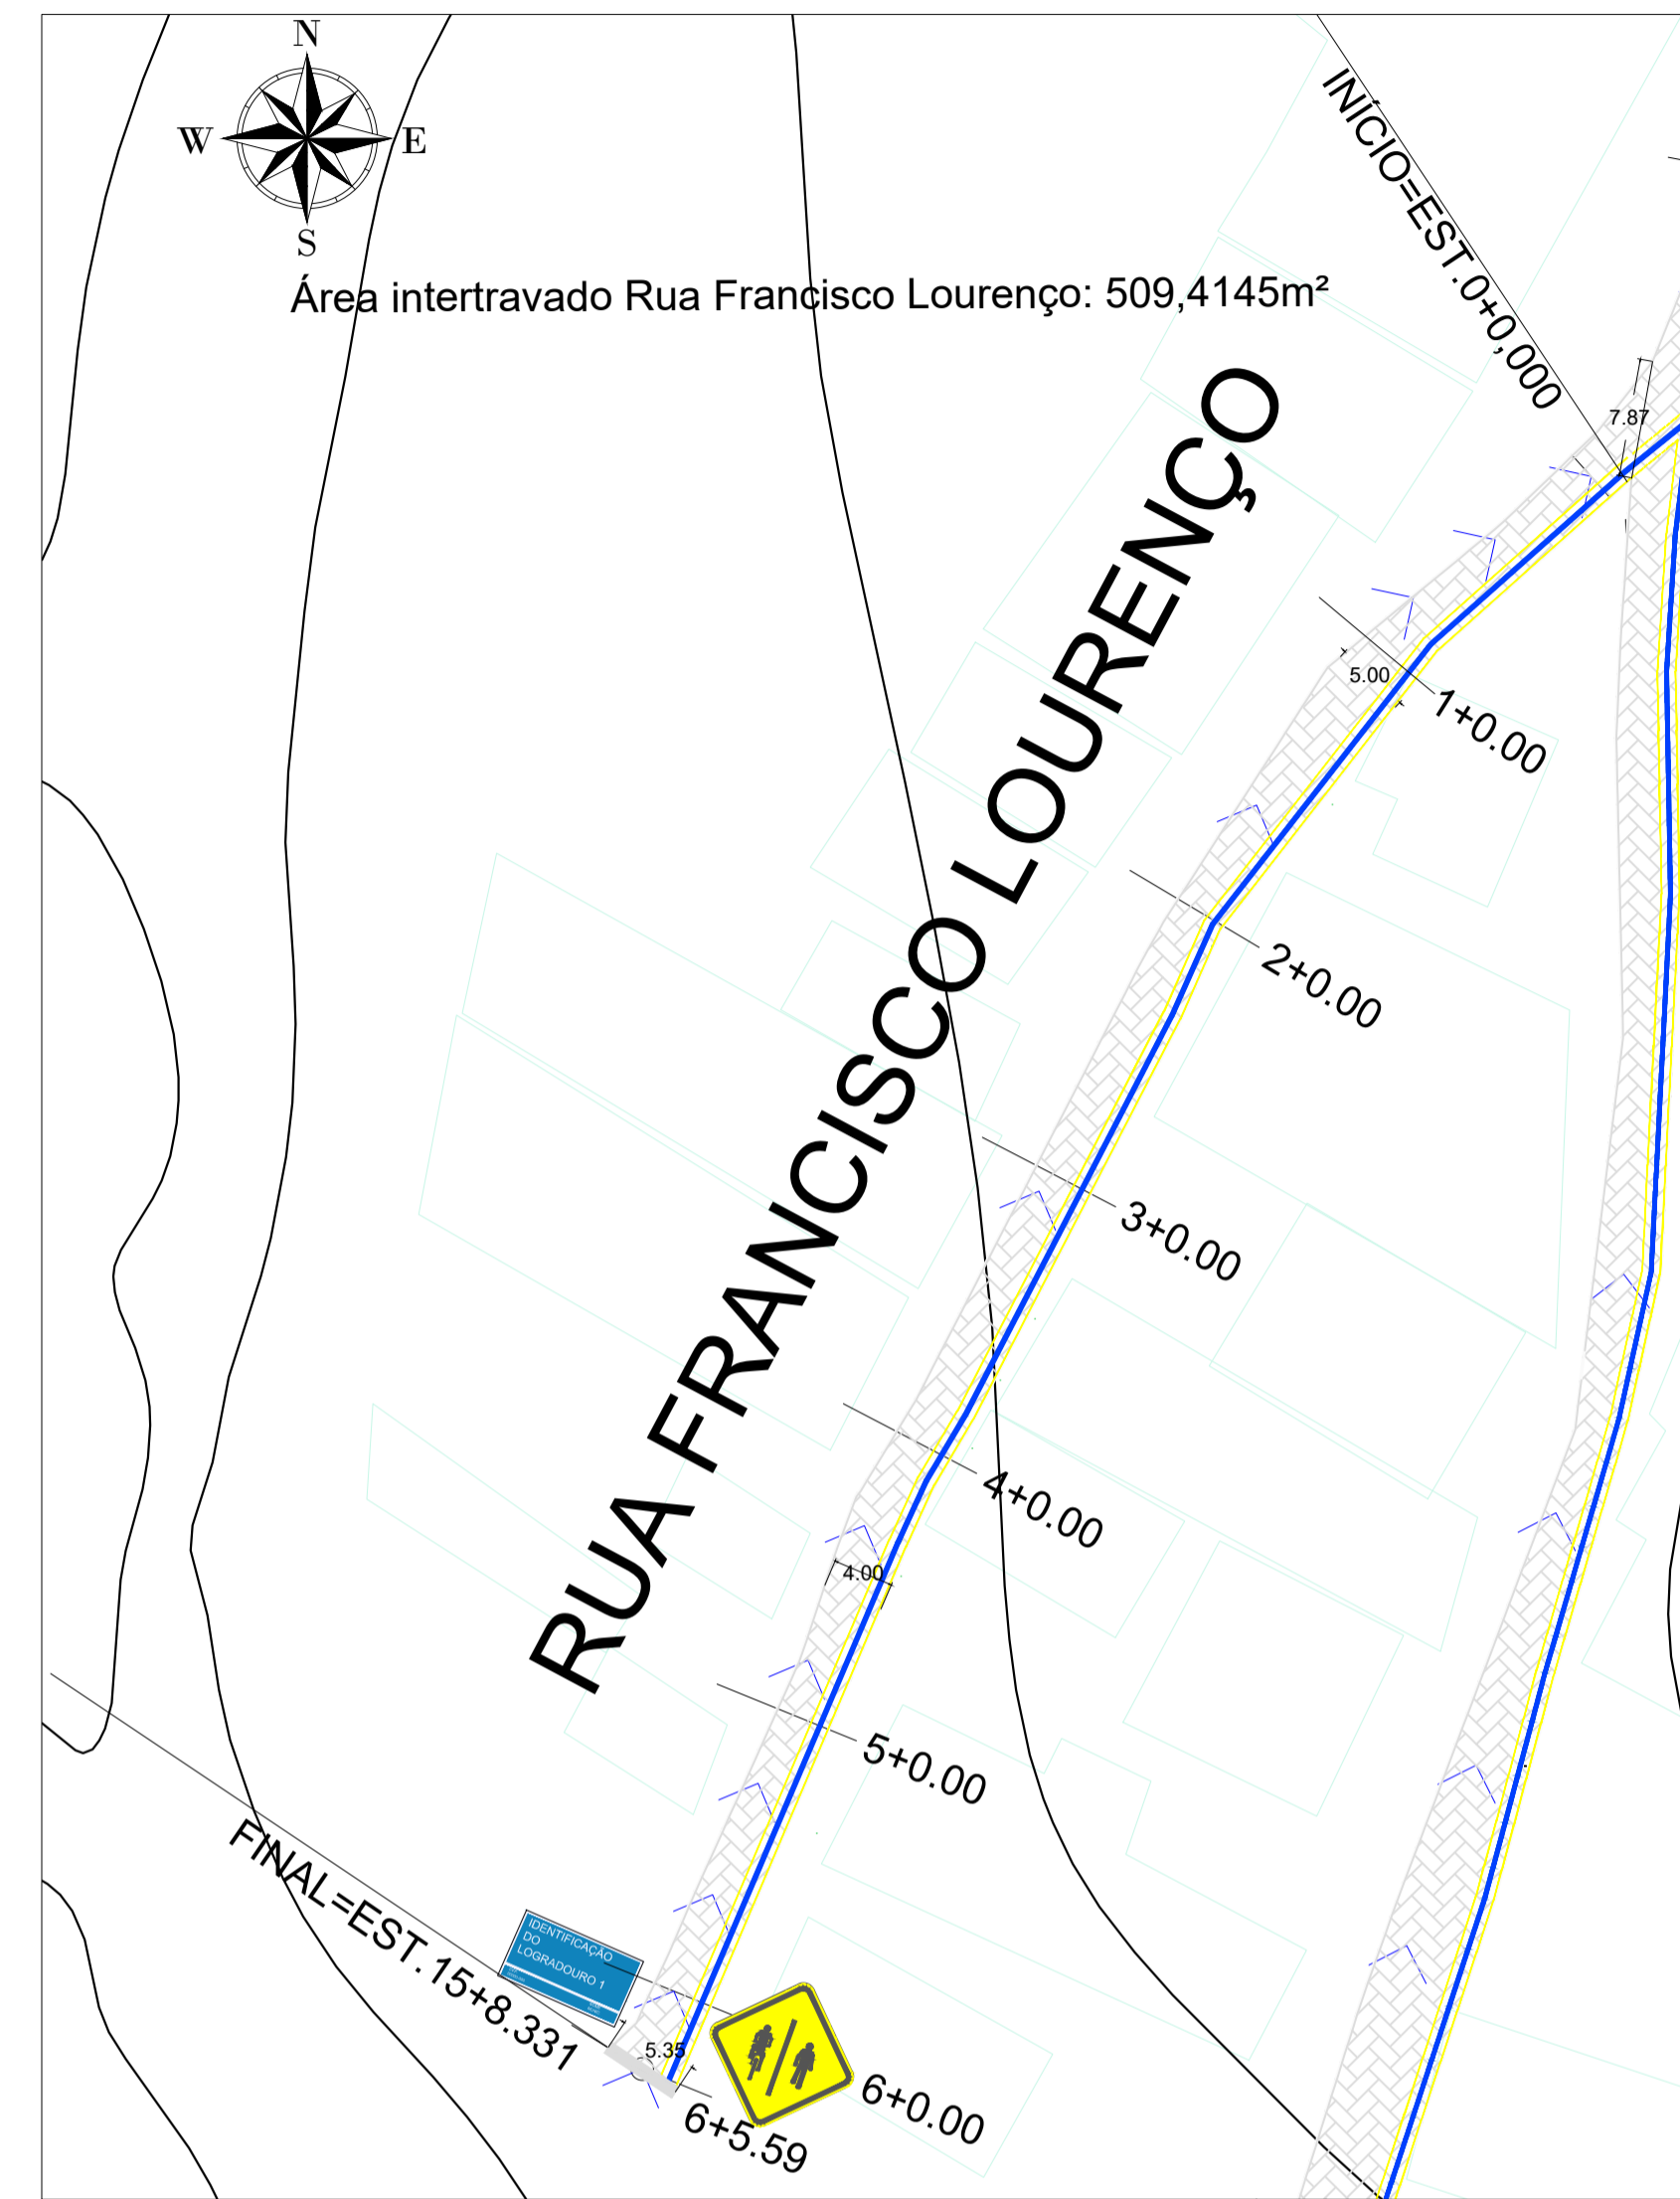 N
W
E
S
Área intertravado Rua Francisco Lourenço: 509,4145m²
INÍCIO=EST.0+0,000
7.87
RUA FRANCISCO LOURENÇO
5.00
1+0.00
2+0.00
3+0.00
4+0.00
4.00
5+0.00
FINAL=EST.15+8.331
IDENTIFICAÇÃO
DO
LOGRADOURO 1
5.35
6+0.00
6+5.59